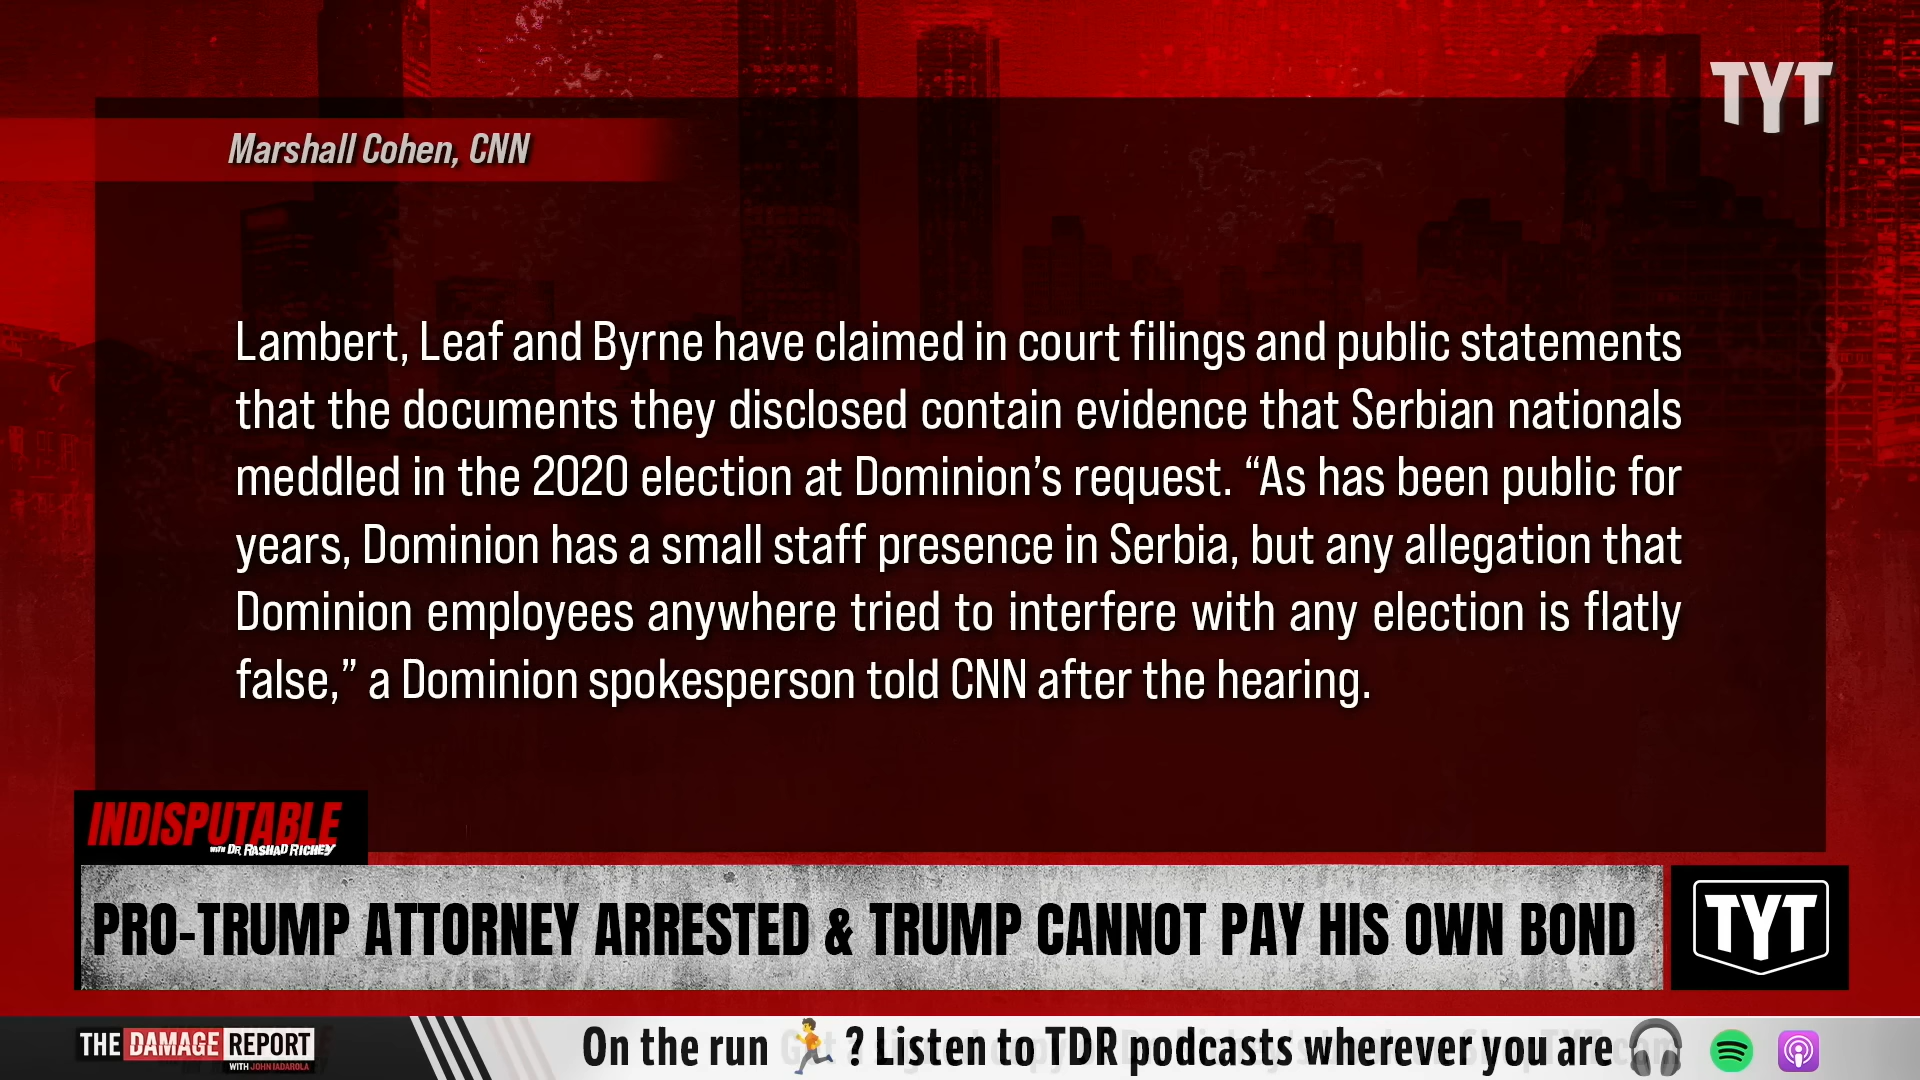 TYT
Marshall Cohen, CNN
Lambert, Leaf and Byrne have claimed in court filings and public statements
that the documents they disclosed contain evidence that Serbian nationals
meddled in the 2020 election at Dominion’s request. “As has been public for
years, Dominion has a small staff presence in Serbia, but any allegation that
Dominion employees anywhere tried to interfere with any election is flatly
false,” a Dominion spokesperson told CNN after the hearing.
INDISPUTABLE
WITH DR RASHAD RICHEY
PRO-TRUMP ATTORNEY ARRESTED & TRUMP CANNOT PAY HIS OWN BOND
TYT
THE DAMAGE REPORT
WITH JOHN IADAROLA
On the run 🏃 ? Listen to TDR podcasts wherever you are